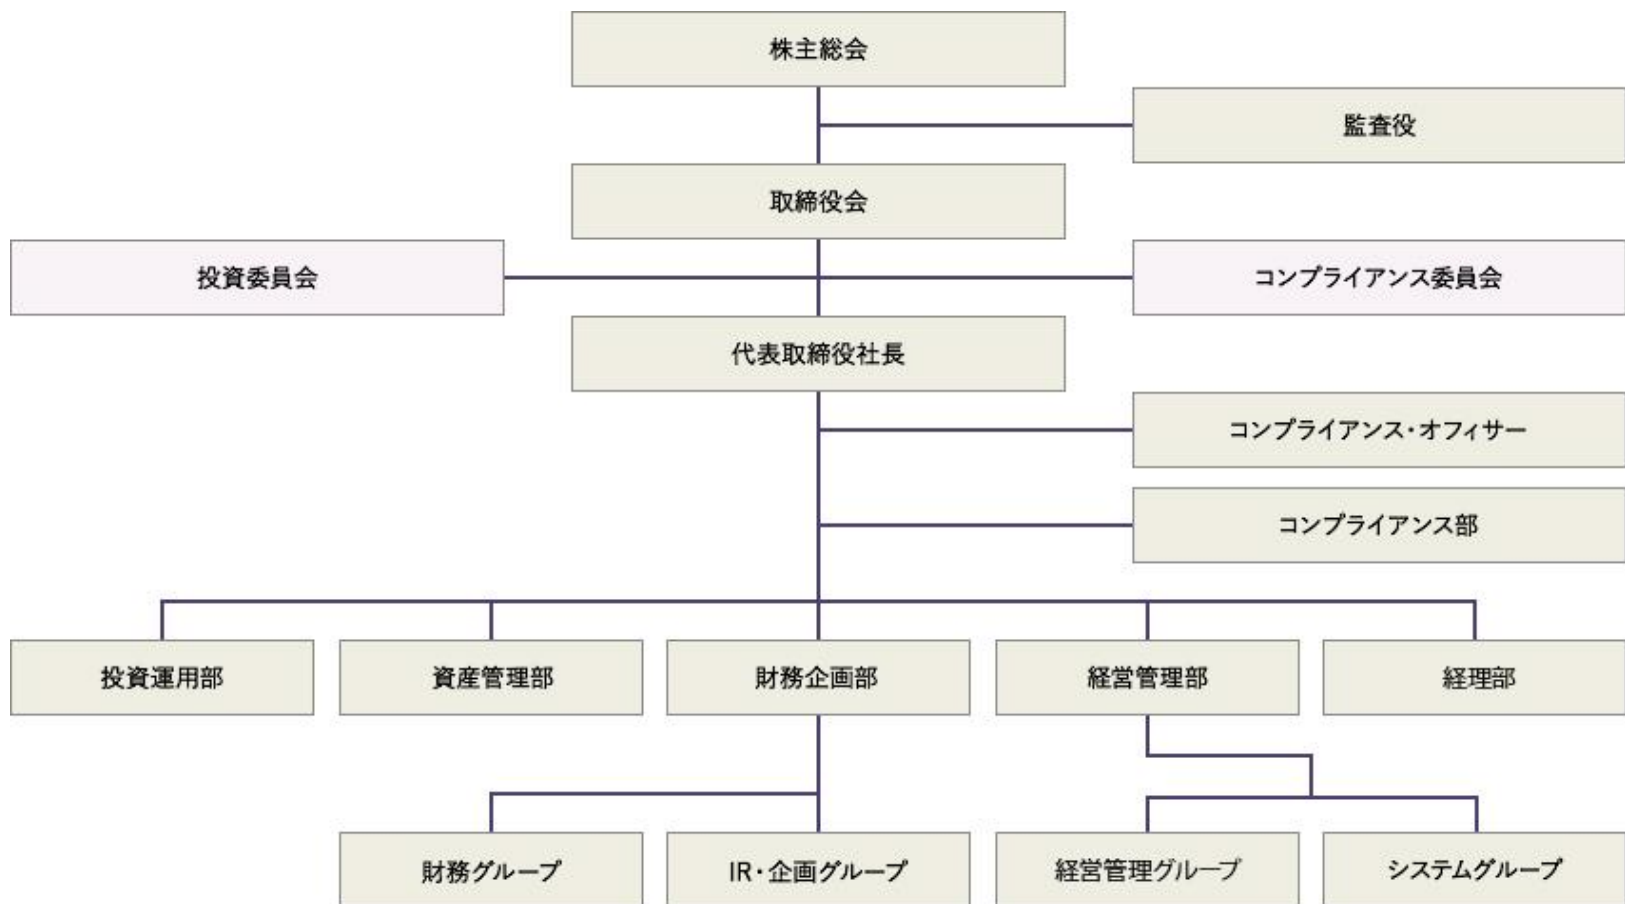 株主総会
監査役
取締役会
投資委員会
コンプライアンス委員会
代表取締役社長
コンプライアンス・オフィサー
コンプライアンス部
投資運用部
資産管理部
財務企画部
経営管理部
経理部
財務グループ
IR・企画グループ
経営管理グループ
システムグループ